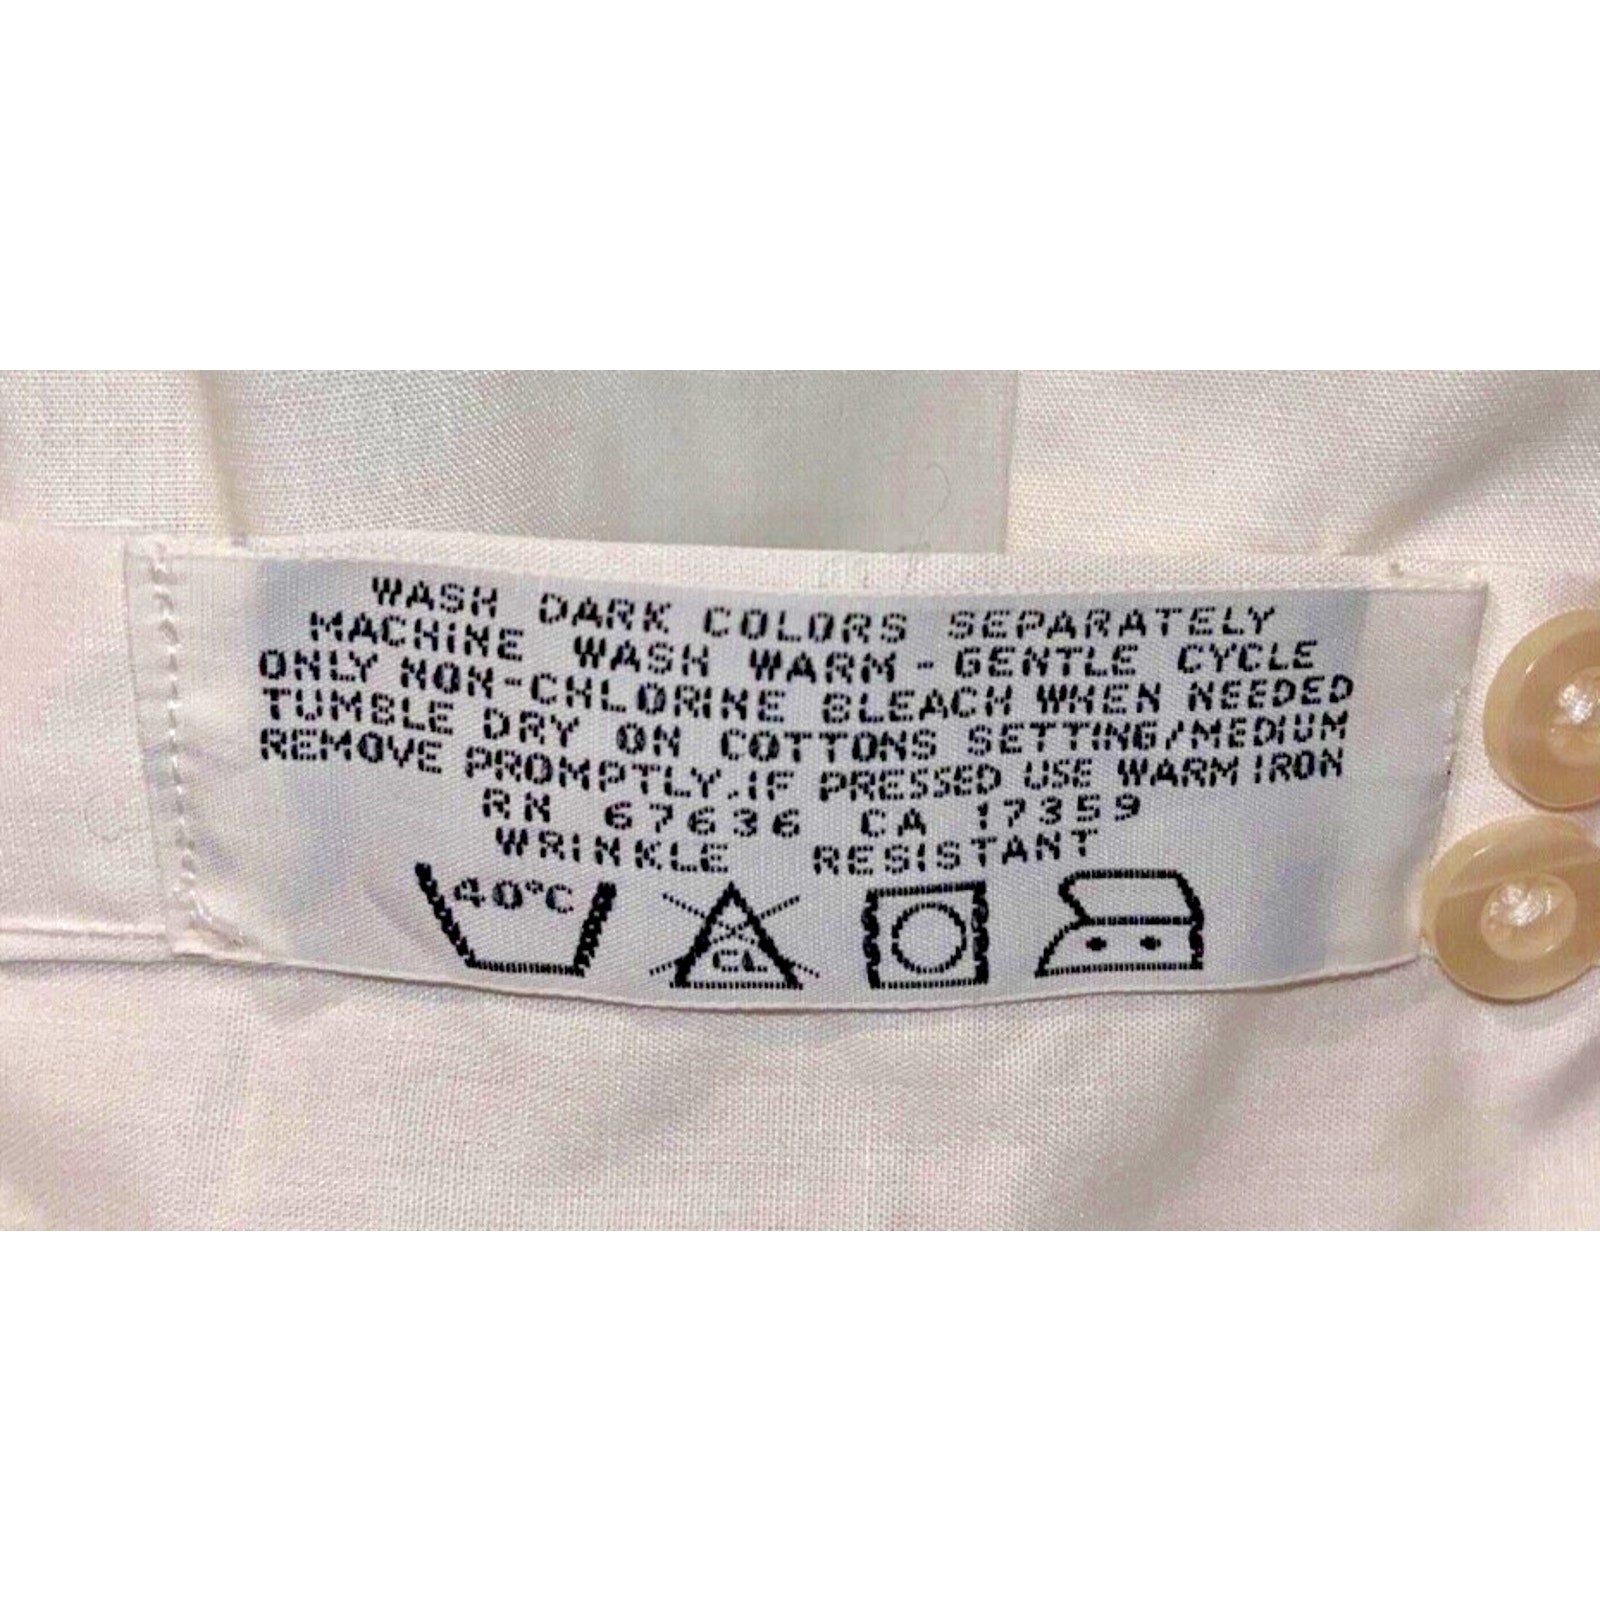 WASH DARK COLORS SEPARATELY
MACHINE WASH WARM - GENTLE CYCLE
ONLY NON-CHLORINE BLEACH WHEN NEEDED
TUMBLE DRY ON COTTONS SETTING/MEDIUM
REMOVE PROMPTLY.IF PRESSED USE WARM IRON
RN 67636 CA 17359
WRINKLE RESISTANT
40°C
CL